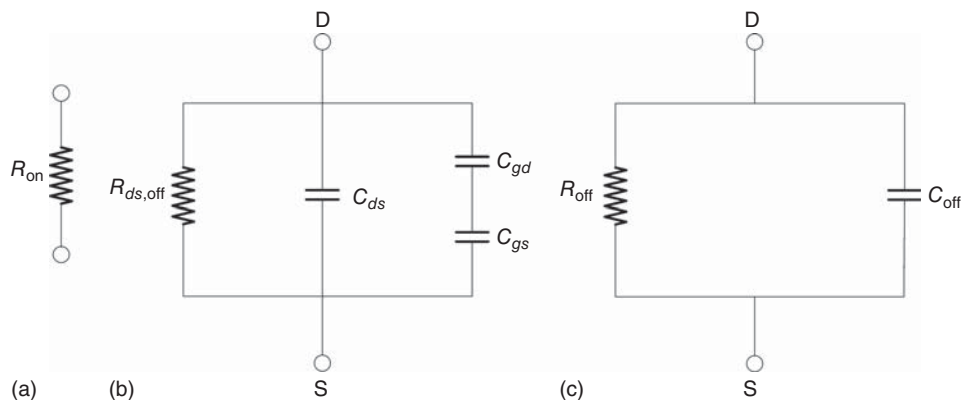 D
D
R_on
R_ds,off
C_ds
C_gd
C_gs
R_off
C_off
(a)
(b)
S
(c)
S